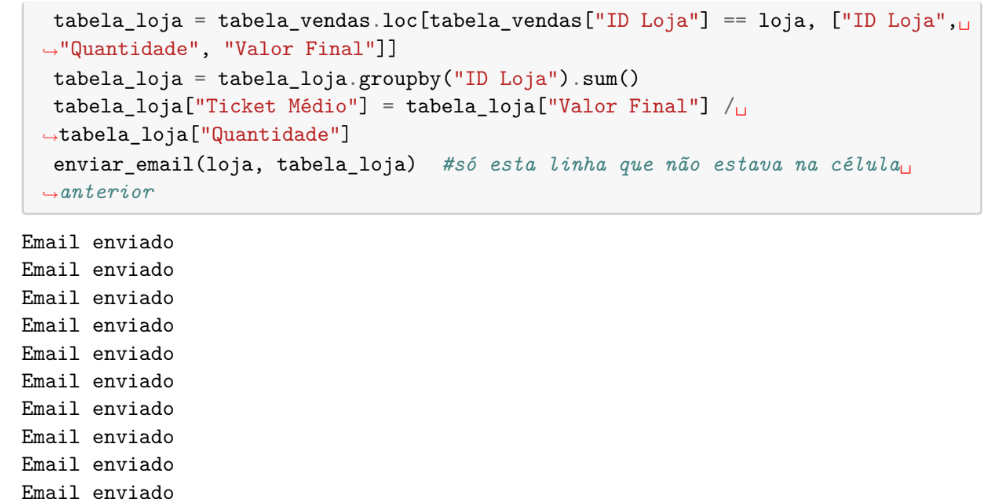 tabela_loja = tabela_vendas.loc[tabela_vendas["ID Loja"] == loja, ["ID Loja",␣
↪"Quantidade", "Valor Final"]]
tabela_loja = tabela_loja.groupby("ID Loja").sum()
tabela_loja["Ticket Médio"] = tabela_loja["Valor Final"] /␣
↪tabela_loja["Quantidade"]
enviar_email(loja, tabela_loja)  #só esta linha que não estava na célula␣
↪anterior
Email enviado
Email enviado
Email enviado
Email enviado
Email enviado
Email enviado
Email enviado
Email enviado
Email enviado
Email enviado